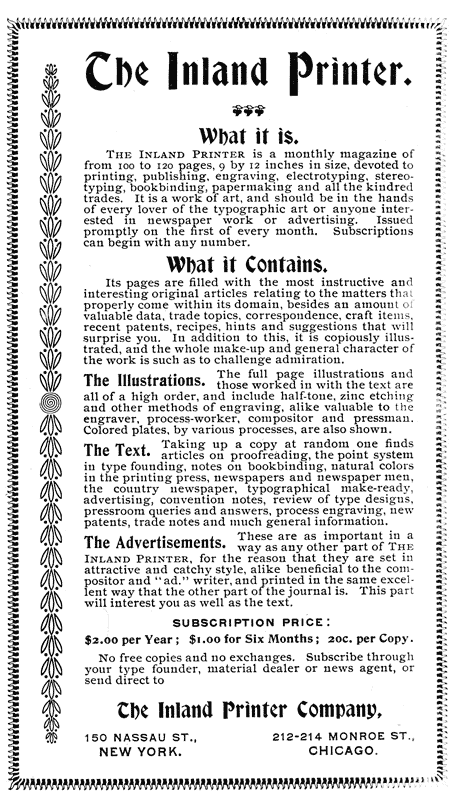 The Inland Printer.
What it is.
THE INLAND PRINTER is a monthly magazine of
from 100 to 120 pages, 9 by 12 inches in size, devoted to
printing, publishing, engraving, electrotyping, stereo-
typing, bookbinding, papermaking and all the kindred
trades. It is a work of art, and should be in the hands
of every lover of the typographic art or anyone inter-
ested in newspaper work or advertising. Issued
promptly on the first of every month. Subscriptions
can begin with any number.
What it Contains.
Its pages are filled with the most instructive and
interesting original articles relating to the matters that
properly come within its domain, besides an amount of
valuable data, trade topics, correspondence, craft items,
recent patents, recipes, hints and suggestions that will
surprise you. In addition to this, it is copiously illus-
trated, and the whole make-up and general character of
the work is such as to challenge admiration.
The Illustrations. The full page illustrations and
those worked in with the text are
all of a high order, and include half-tone, zinc etching
and other methods of engraving, alike valuable to the
engraver, process-worker, compositor and pressman.
Colored plates, by various processes, are also shown.
The Text. Taking up a copy at random one finds
articles on proofreading, the point system
in type founding, notes on bookbinding, natural colors
in the printing press, newspapers and newspaper men,
the country newspaper, typographical make-ready,
advertising, convention notes, review of type designs,
pressroom queries and answers, process engraving, new
patents, trade notes and much general information.
The Advertisements. These are as important in a
way as any other part of THE
INLAND PRINTER, for the reason that they are set in
attractive and catchy style, alike beneficial to the com-
positor and "ad." writer, and printed in the same excel-
lent way that the other part of the journal is. This part
will interest you as well as the text.
SUBSCRIPTION PRICE:
$2.00 per Year; $1.00 for Six Months; 20c. per Copy.
No free copies and no exchanges. Subscribe through
your type founder, material dealer or news agent, or
send direct to
The Inland Printer Company,
150 NASSAU ST.,
NEW YORK.
212-214 MONROE ST.,
CHICAGO.